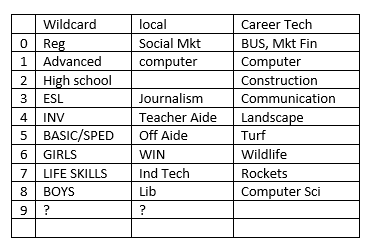 Wildcard local Career Tech
0 Reg Social Mkt BUS, Mkt Fin
1 Advanced computer Computer
2 High school Construction
3 ESL Journalism Communication
4 INV Teacher Aide Landscape
5 BASIC/SPED Off Aide Turf
6 GIRLS WIN Wildlife
7 LIFE SKILLS Ind Tech Rockets
8 BOYS Lib Computer Sci
9 ? ?